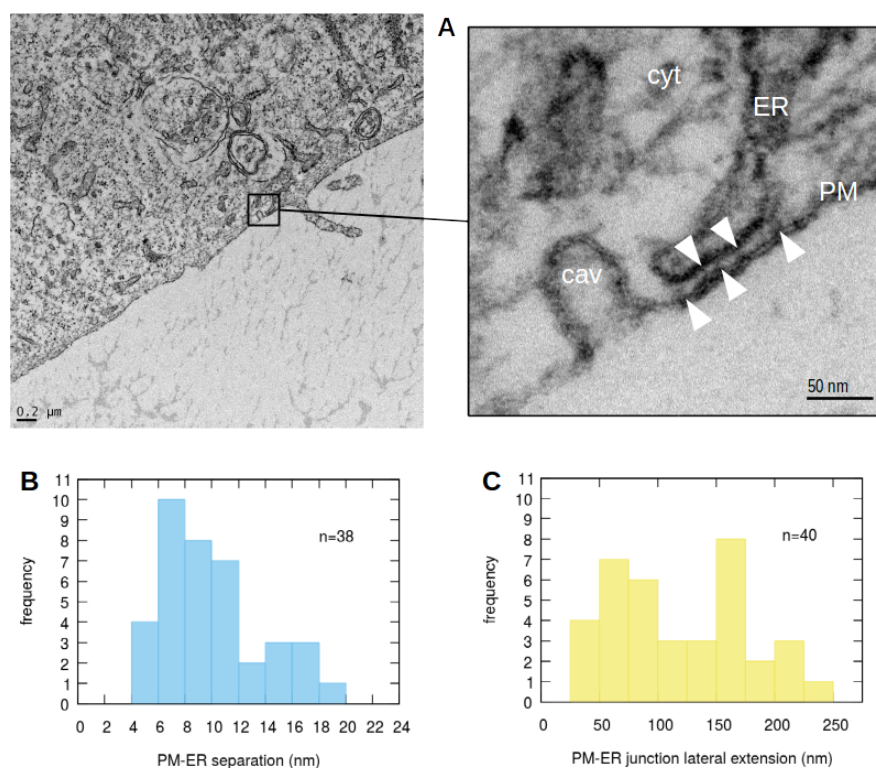 A
cyt
ER
PM
cav
50 nm
0.2 µm
B
11
10
9
8
7
6
5
4
3
2
1
0
frequency
n=38
0 2 4 6 8 10 12 14 16 18 20 22 24
PM-ER separation (nm)
C
11
10
9
8
7
6
5
4
3
2
1
0
frequency
n=40
0 50 100 150 200 250
PM-ER junction lateral extension (nm)